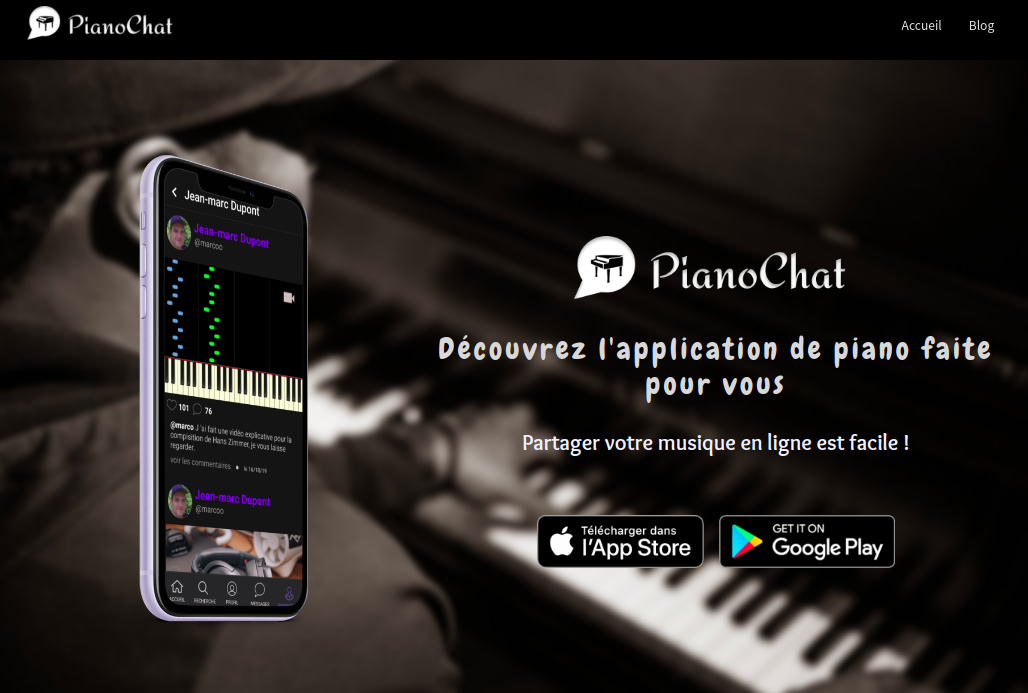 PianoChat
Accueil Blog
Jean-marc Dupont
Jean-marc Dupont
@marcoo
101 76
@marco J'ai fait une vidéo explicative pour la
compisition de Hans Zimmer, je vous laisse
regarder.
voir les commentaires • le 16/10/19
Jean-marc Dupont
@marcoo
ACCUEIL RECHERCHE PROFIL MESSAGES
PianoChat
Découvrez l'application de piano faite
pour vous
Partager votre musique en ligne est facile !
Télécharger dans
l'App Store
GET IT ON
Google Play